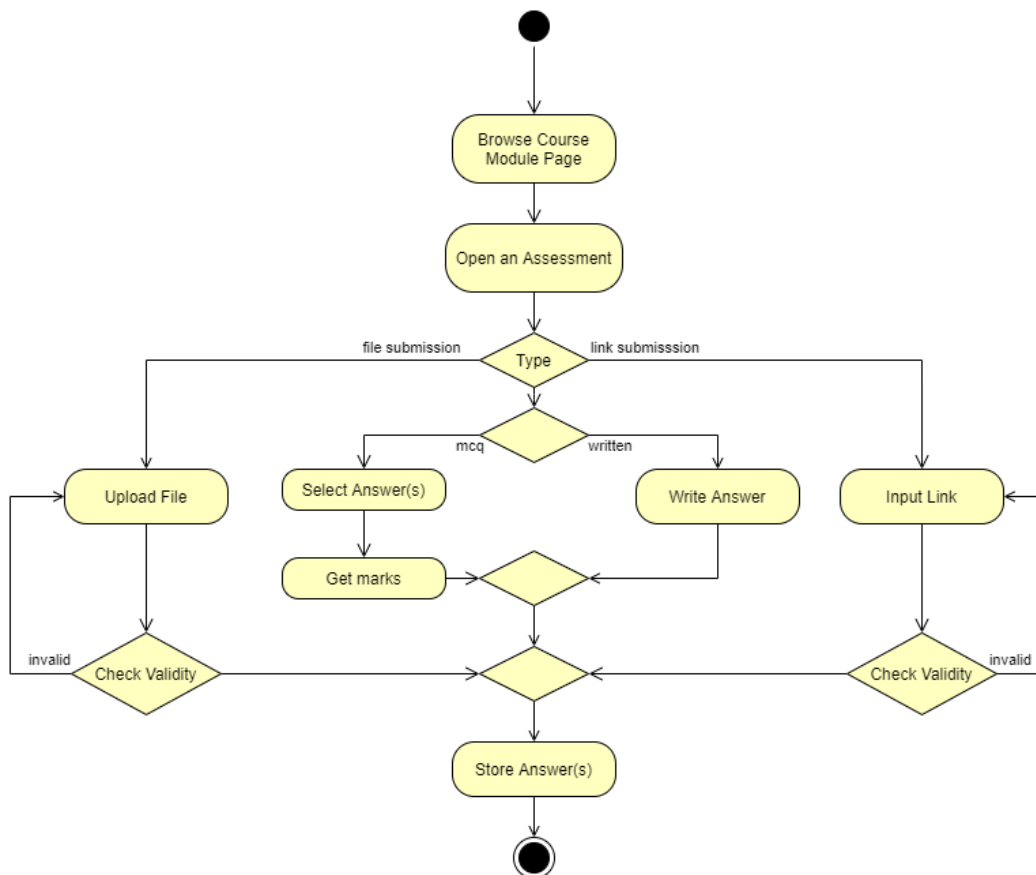 Browse Course
Module Page
Open an Assessment
file submission
Type
link submisssion
mcq
written
Upload File
Select Answer(s)
Write Answer
Input Link
Get marks
invalid
Check Validity
Check Validity
invalid
Store Answer(s)